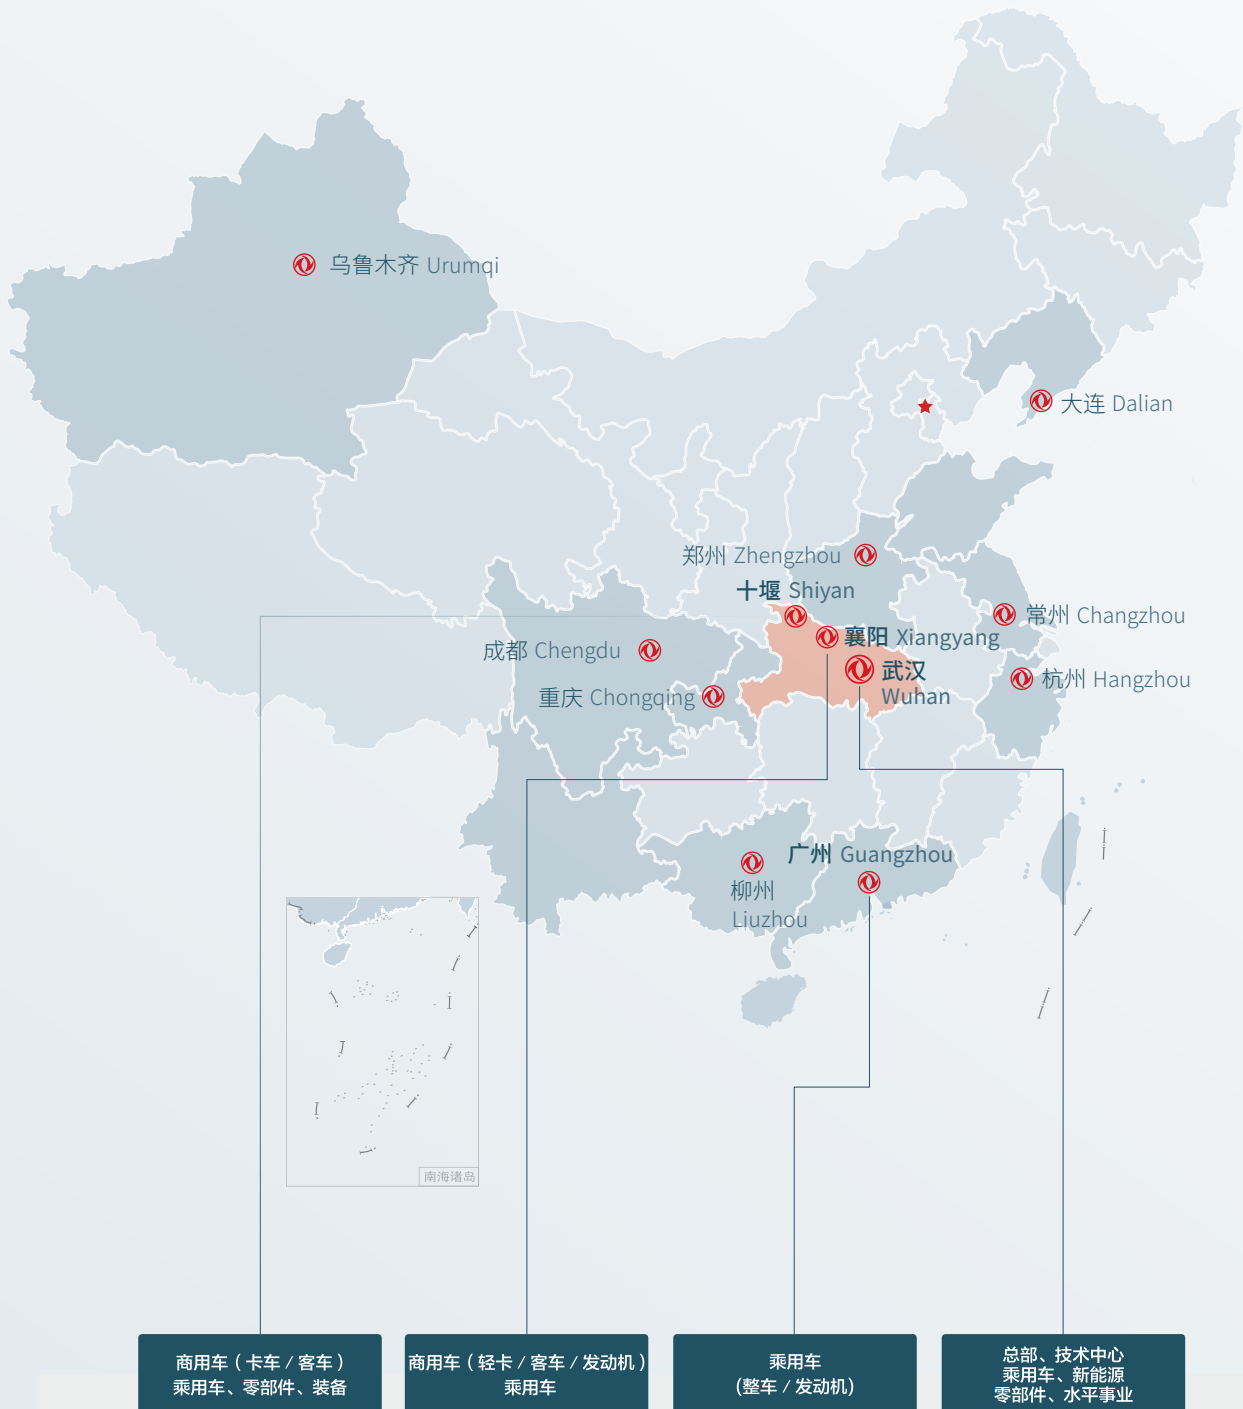 乌鲁木齐 Urumqi
大连 Dalian
郑州 Zhengzhou
十堰 Shiyan
常州 Changzhou
襄阳 Xiangyang
成都 Chengdu
武汉
Wuhan
杭州 Hangzhou
重庆 Chongqing
广州 Guangzhou
柳州
Liuzhou
南海诸岛
商用车（卡车 / 客车）
乘用车、零部件、装备
商用车（轻卡 / 客车 / 发动机）
乘用车
乘用车
(整车 / 发动机)
总部、技术中心
乘用车、新能源
零部件、水平事业